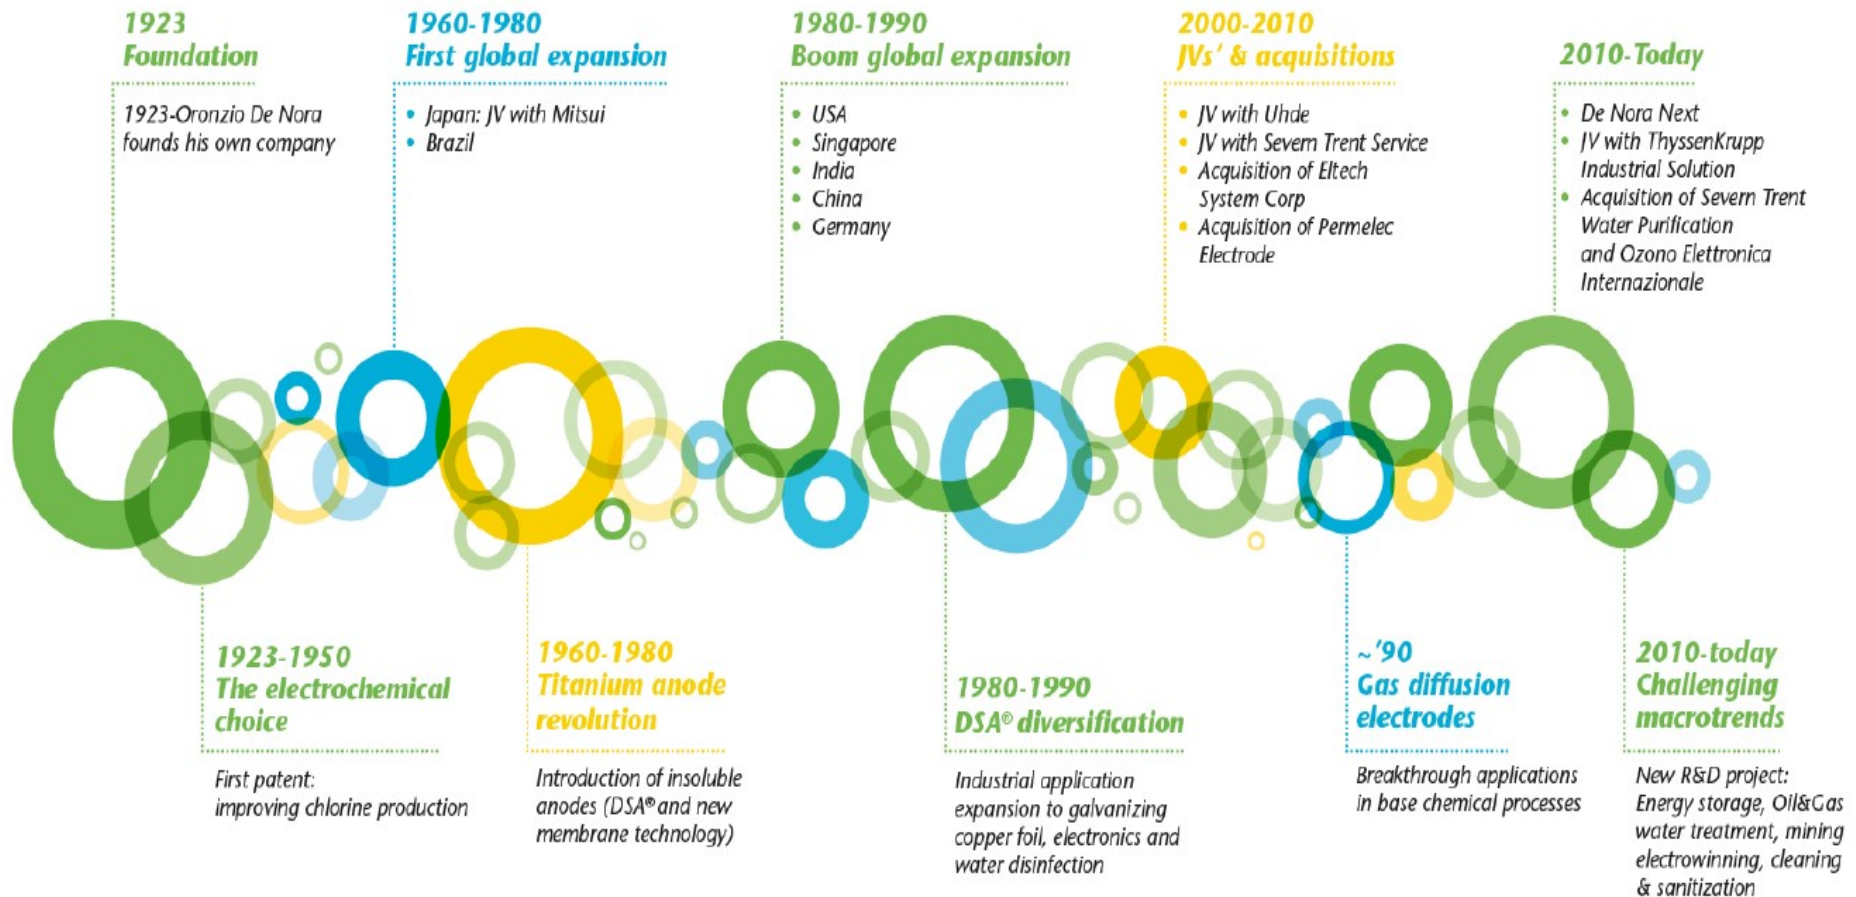 1923
Foundation
1923-Oronzio De Nora
founds his own company
1960-1980
First global expansion
• Japan: JV with Mitsui
• Brazil
1980-1990
Boom global expansion
• USA
• Singapore
• India
• China
• Germany
2000-2010
JVs' & acquisitions
• JV with Uhde
• JV with Severn Trent Service
• Acquisition of Eltech
System Corp
• Acquisition of Permelec
Electrode
2010-Today
• De Nora Next
• JV with ThyssenKrupp
Industrial Solution
• Acquisition of Severn Trent
Water Purification
and Ozono Elettronica
Internazionale
1923-1950
The electrochemical
choice
First patent:
improving chlorine production
1960-1980
Titanium anode
revolution
Introduction of insoluble
anodes (DSA® and new
membrane technology)
1980-1990
DSA® diversification
Industrial application
expansion to galvanizing
copper foil, electronics and
water disinfection
~'90
Gas diffusion
electrodes
Breakthrough applications
in base chemical processes
2010-today
Challenging
macrotrends
New R&D project:
Energy storage, Oil&Gas
water treatment, mining
electrowinning, cleaning
& sanitization